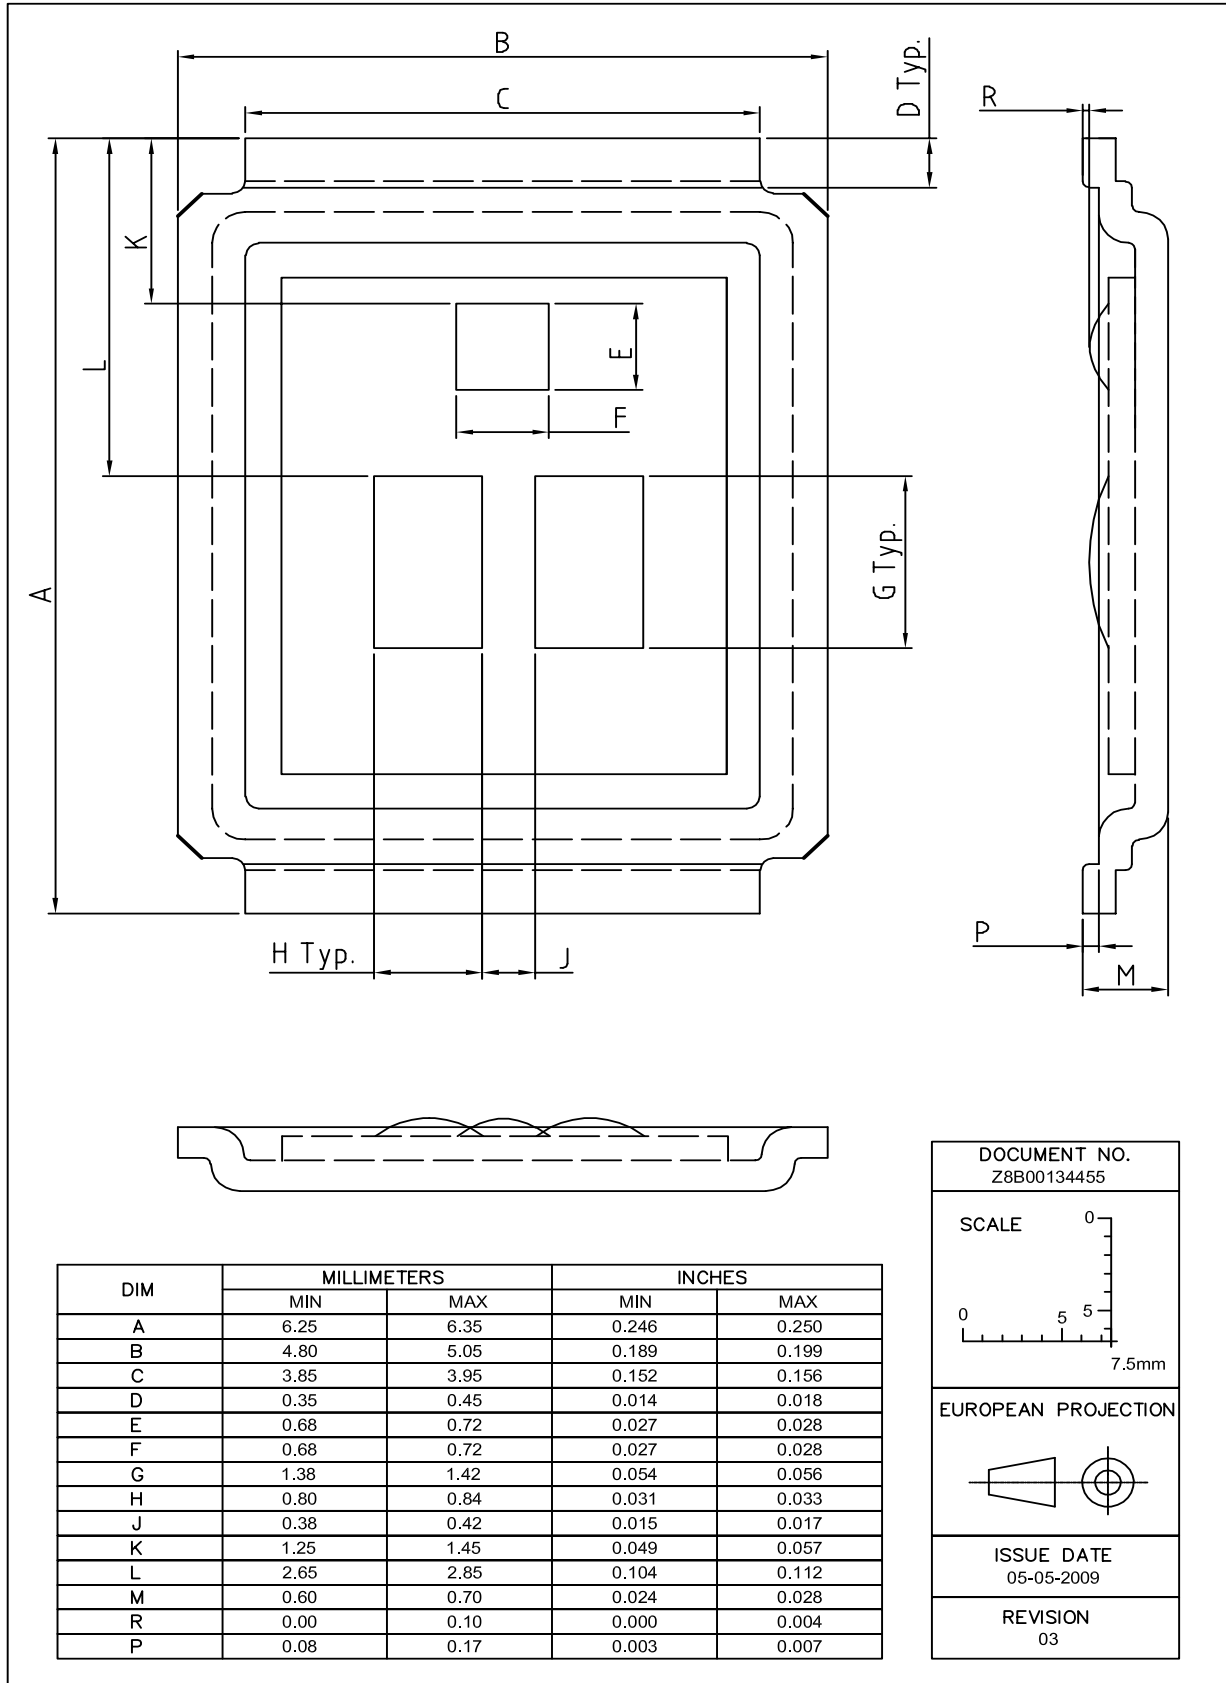 B
C
D Typ.
R
K
L
E
F
A
G Typ.
H Typ.
J
P
M
DOCUMENT NO.
Z8B00134455
SCALE
0
0
5
5
7.5mm
EUROPEAN PROJECTION
ISSUE DATE
05-05-2009
REVISION
03
DIM MILLIMETERS INCHES
MIN MAX MIN MAX
A 6.25 6.35 0.246 0.250
B 4.80 5.05 0.189 0.199
C 3.85 3.95 0.152 0.156
D 0.35 0.45 0.014 0.018
E 0.68 0.72 0.027 0.028
F 0.68 0.72 0.027 0.028
G 1.38 1.42 0.054 0.056
H 0.80 0.84 0.031 0.033
J 0.38 0.42 0.015 0.017
K 1.25 1.45 0.049 0.057
L 2.65 2.85 0.104 0.112
M 0.60 0.70 0.024 0.028
R 0.00 0.10 0.000 0.004
P 0.08 0.17 0.003 0.007